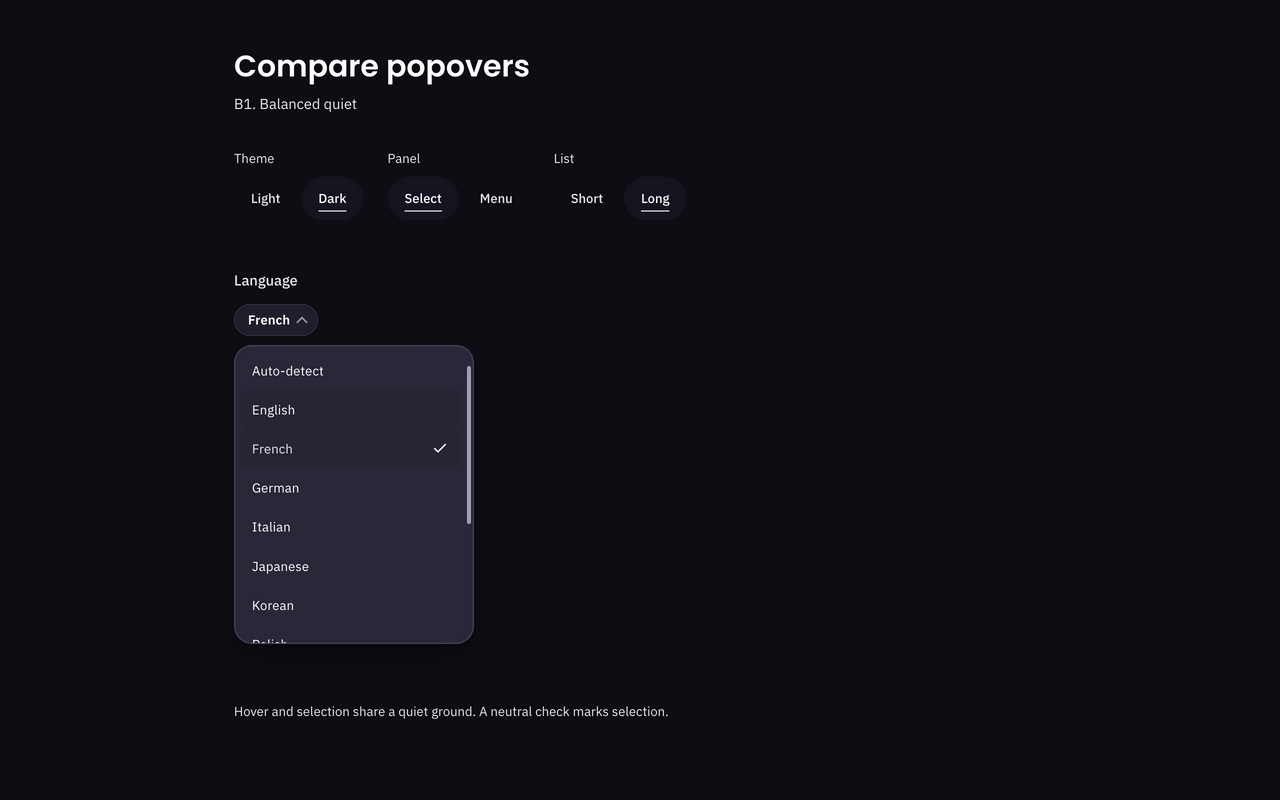 Compare popovers
B1. Balanced quiet
Theme
Panel
List
Light
Dark
Select
Menu
Short
Long
Language
French
Auto-detect
English
French
German
Italian
Japanese
Korean
Polish
Hover and selection share a quiet ground. A neutral check marks selection.